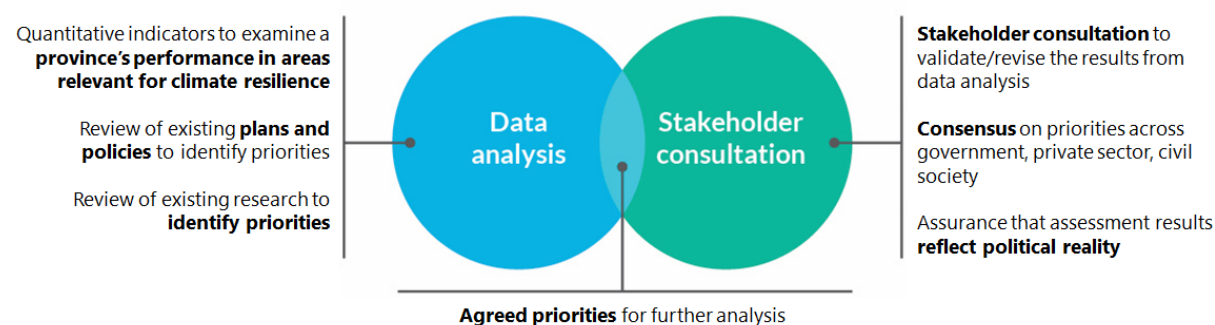 Quantitative indicators to examine a
province’s performance in areas
relevant for climate resilience
Review of existing plans and
policies to identify priorities
Review of existing research to
identify priorities
Data
analysis
Stakeholder
consultation
Stakeholder consultation to
validate/revise the results from
data analysis
Consensus on priorities across
government, private sector, civil
society
Assurance that assessment results
reflect political reality
Agreed priorities for further analysis